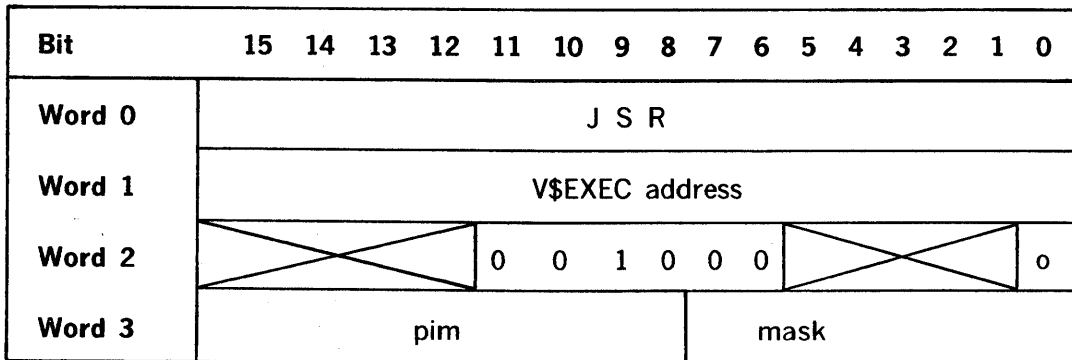 Bit 15 14 13 12 11 10 9 8 7 6 5 4 3 2 1 0
Word 0 J S R
Word 1 V$EXEC address
Word 2 0 0 1 0 0 0 o
Word 3 pim mask